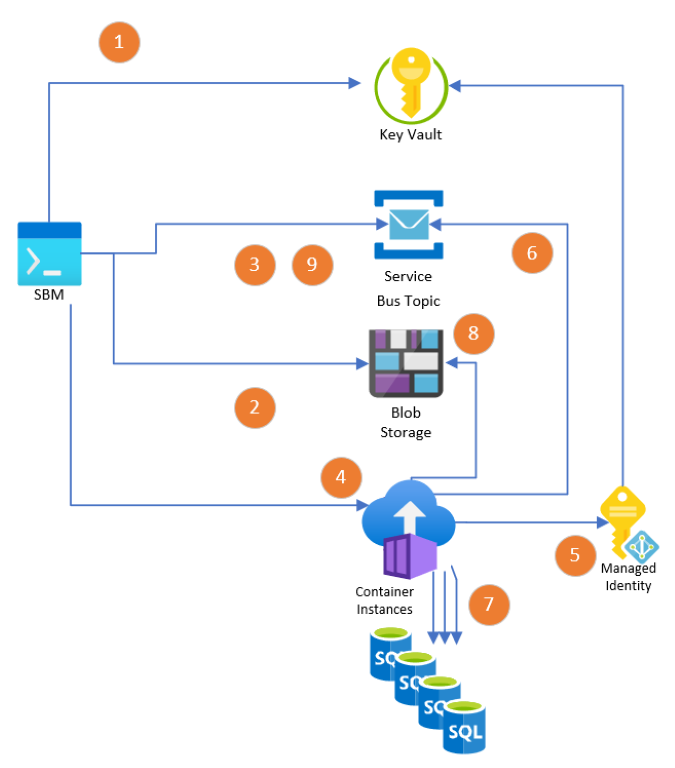 1
Key Vault
SBM
3
9
6
Service
Bus Topic
8
2
Blob
Storage
4
5
Managed
Identity
Container
Instances
7
SQL
SQL
SQL
SQL